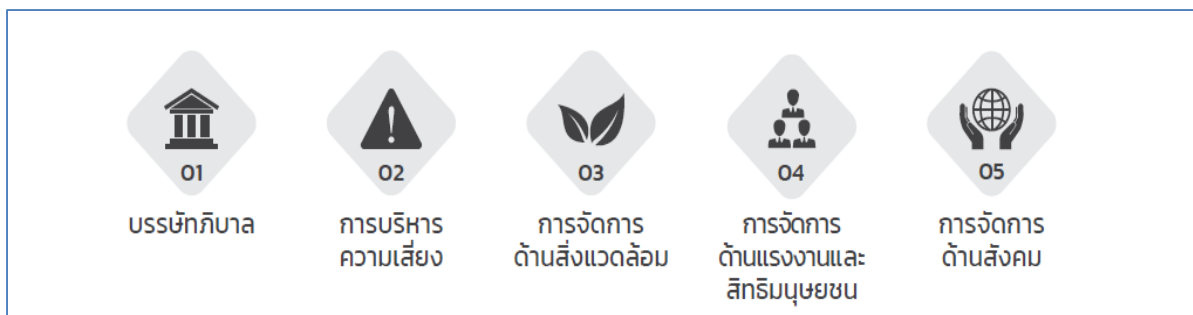 01
บรรษัทภิบาล
02
การบริหาร
ความเสี่ยง
03
การจัดการ
ด้านสิ่งแวดล้อม
04
การจัดการ
ด้านแรงงานและ
สิทธิมนุษยชน
05
การจัดการ
ด้านสังคม